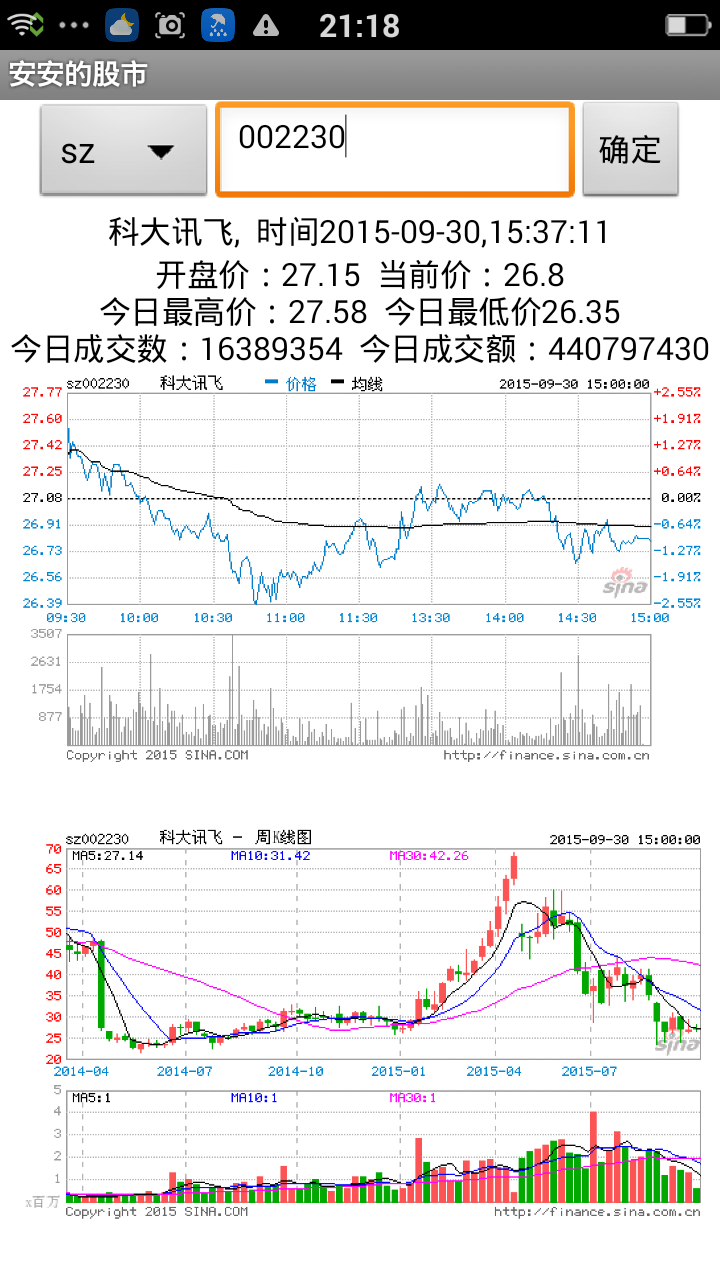 21:18
安安的股市
sz 002230 确定
科大讯飞, 时间2015-09-30,15:37:11
开盘价：27.15 当前价：26.8
今日最高价：27.58 今日最低价26.35
今日成交数：16389354 今日成交额：440797430
sz002230 科大讯飞 价格 均线 2015-09-30 15:00:00
27.77 +2.55%
27.60 +1.91%
27.42 +1.27%
27.25 +0.64%
27.08 0.00%
26.91 -0.64%
26.73 -1.27%
26.56 -1.91%
sina
26.39 -2.55%
09:30 10:00 10:30 11:00 11:30 13:30 14:00 14:30 15:00
3507
2631
1754
877
Copyright 2015 SINA.COM http://finance.sina.com.cn
sz002230 科大讯飞 - 周K线图 2015-09-30 15:00:00
MA5:27.14 MA10:31.42 MA30:42.26
70
65
60
55
50
45
40
35
30
25
sina
20
2014-04 2014-07 2014-10 2015-01 2015-04 2015-07
MA5:1 MA10:1 MA30:1
5
4
3
2
1
x百万
Copyright 2015 SINA.COM http://finance.sina.com.cn